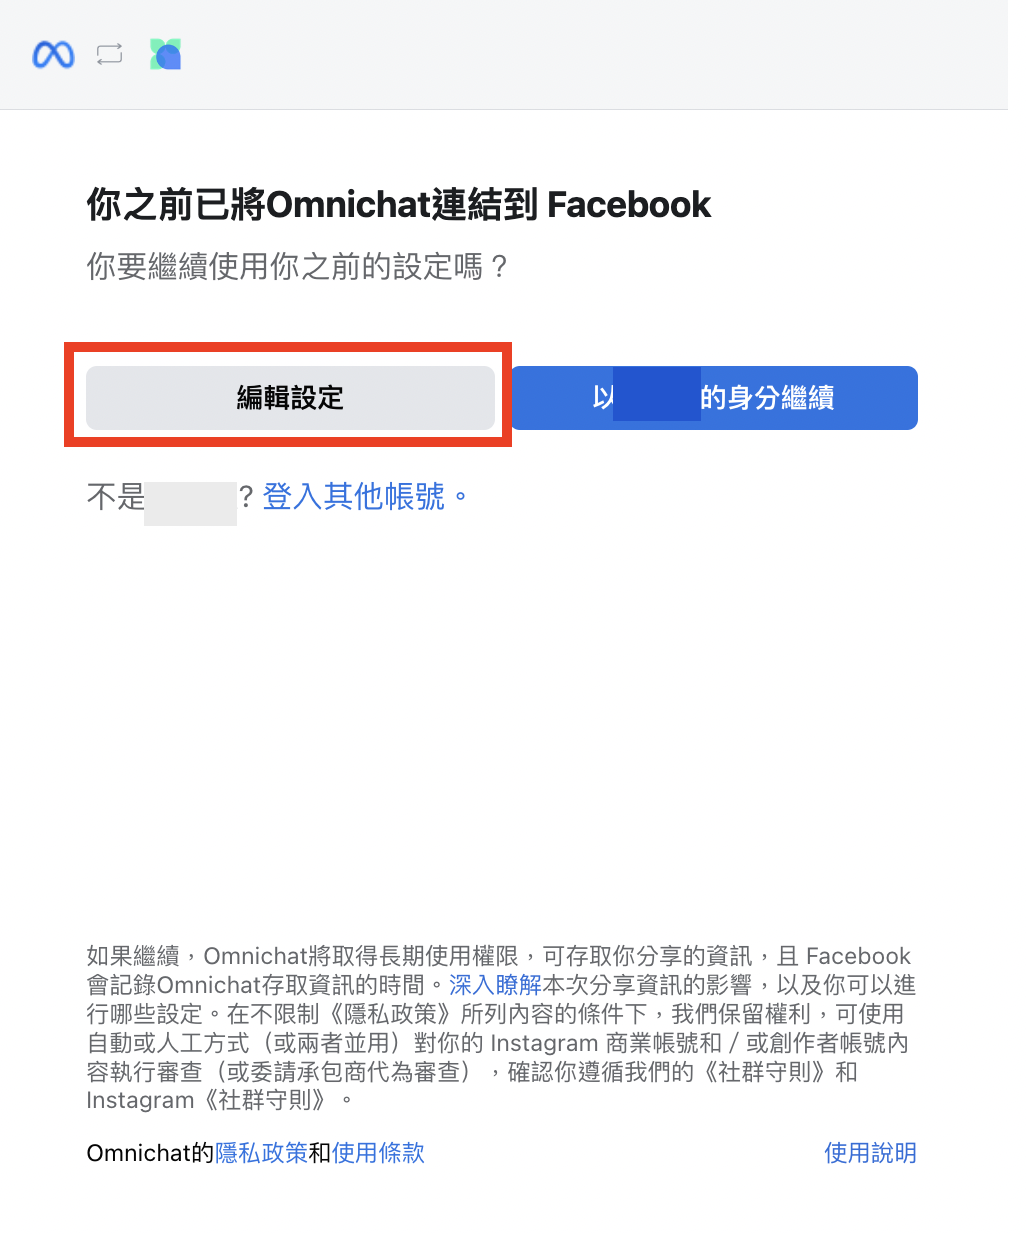 你之前已將Omnichat連結到 Facebook
你要繼續使用你之前的設定嗎？
編輯設定
以 的身分繼續
不是 ? 登入其他帳號。
如果繼續，Omnichat將取得長期使用權限，可存取你分享的資訊，且 Facebook
會記錄Omnichat存取資訊的時間。深入瞭解本次分享資訊的影響，以及你可以進
行哪些設定。在不限制《隱私政策》所列內容的條件下，我們保留權利，可使用
自動或人工方式（或兩者並用）對你的 Instagram 商業帳號和 / 或創作者帳號內
容執行審查（或委請承包商代為審查），確認你遵循我們的《社群守則》和
Instagram《社群守則》。
Omnichat的隱私政策和使用條款
使用說明